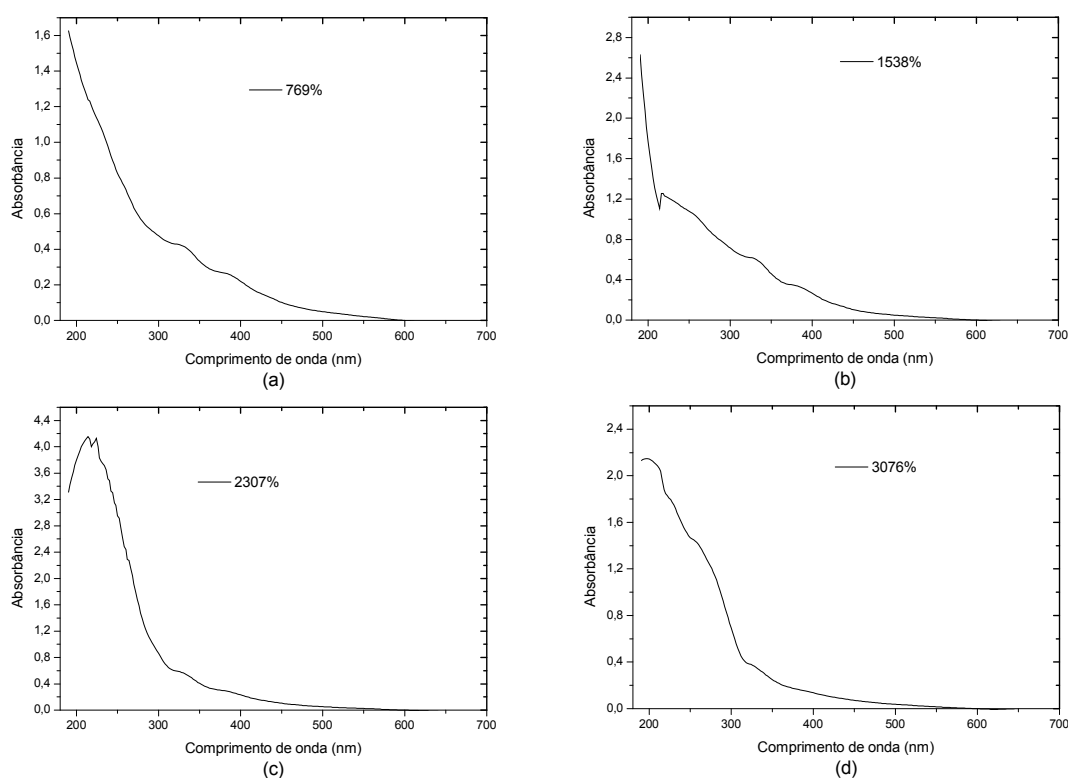 1,6
1,4
1,2
1,0
0,8
0,6
0,4
0,2
0,0
Absorbância
769%
200 300 400 500 600 700
Comprimento de onda (nm)
(a)
2,8
2,4
2,0
1,6
1,2
0,8
0,4
0,0
Absorbância
1538%
200 300 400 500 600 700
Comprimento de onda (nm)
(b)
4,4
4,0
3,6
3,2
2,8
2,4
2,0
1,6
1,2
0,8
0,4
0,0
Absorbância
2307%
200 300 400 500 600 700
Comprimento de onda (nm)
(c)
2,4
2,0
1,6
1,2
0,8
0,4
0,0
Absorbância
3076%
200 300 400 500 600 700
Comprimento de onda (nm)
(d)